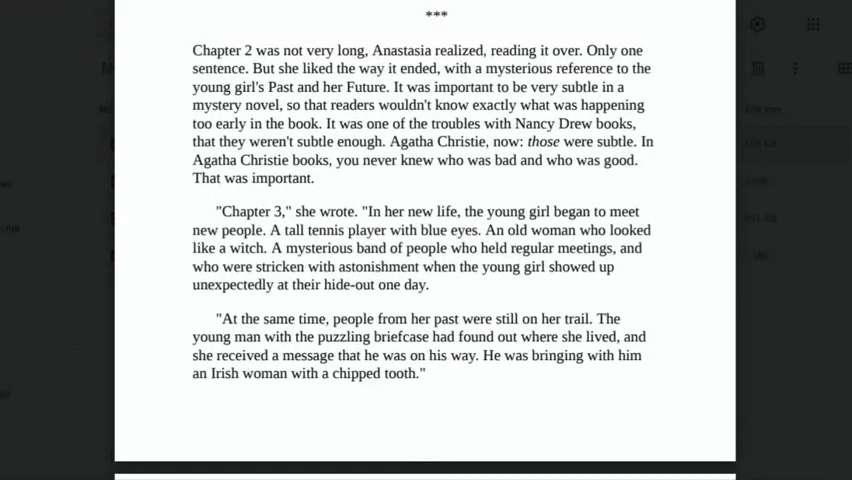 ***
Chapter 2 was not very long, Anastasia realized, reading it over. Only one
sentence. But she liked the way it ended, with a mysterious reference to the
young girl's Past and her Future. It was important to be very subtle in a
mystery novel, so that readers wouldn't know exactly what was happening
too early in the book. It was one of the troubles with Nancy Drew books,
that they weren't subtle enough. Agatha Christie, now: those were subtle. In
Agatha Christie books, you never knew who was bad and who was good.
That was important.
"Chapter 3," she wrote. "In her new life, the young girl began to meet
new people. A tall tennis player with blue eyes. An old woman who looked
like a witch. A mysterious band of people who held regular meetings, and
who were stricken with astonishment when the young girl showed up
unexpectedly at their hide-out one day.
"At the same time, people from her past were still on her trail. The
young man with the puzzling briefcase had found out where she lived, and
she received a message that he was on his way. He was bringing with him
an Irish woman with a chipped tooth."